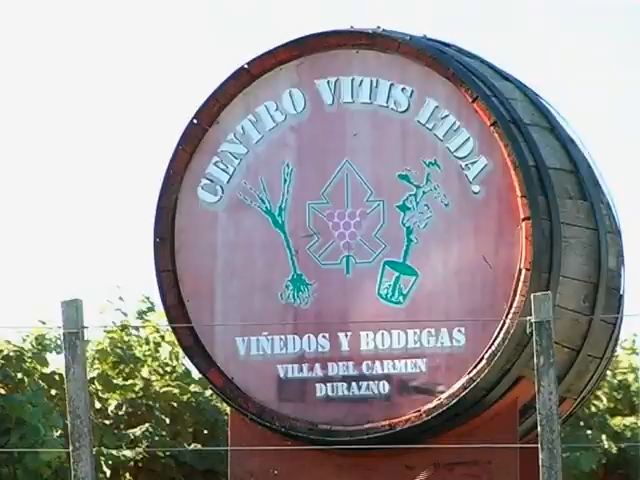 CENTRO VITIS LTDA.
VIÑEDOS Y BODEGAS
VILLA DEL CARMEN
DURAZNO